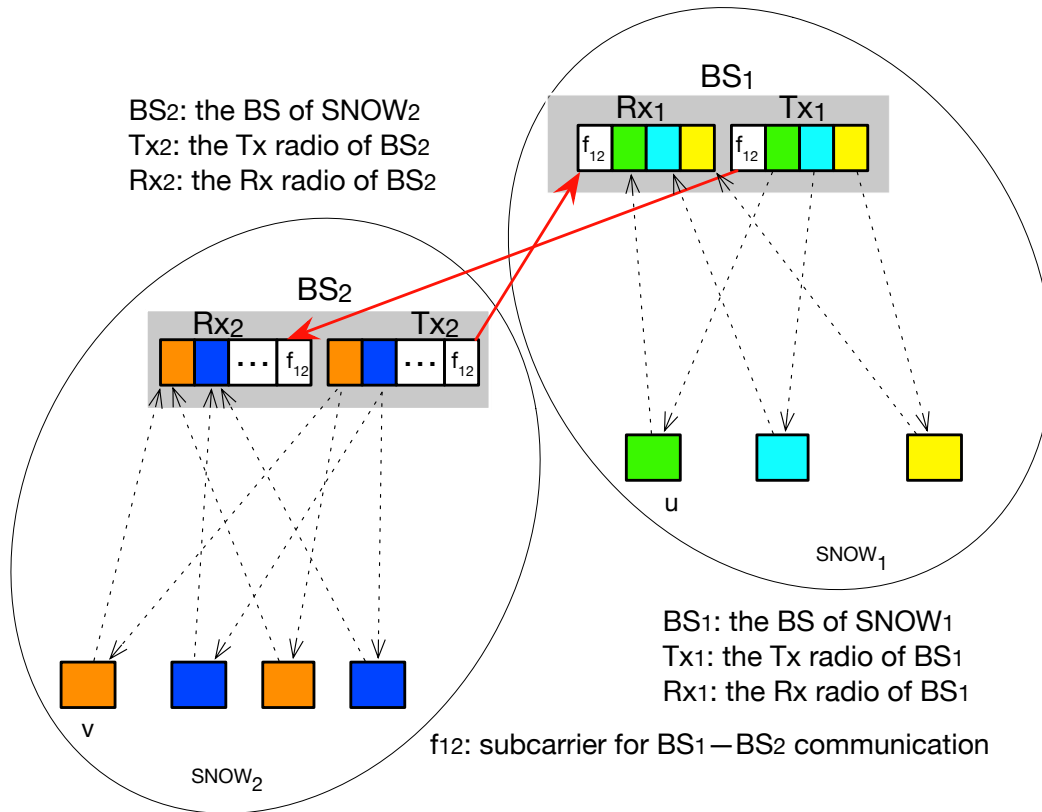 BS1
Rx1 Tx1
f12 f12
BS2: the BS of SNOW2
Tx2: the Tx radio of BS2
Rx2: the Rx radio of BS2
BS2
Rx2 Tx2
... f12 ... f12
u
SNOW1
BS1: the BS of SNOW1
Tx1: the Tx radio of BS1
Rx1: the Rx radio of BS1
v
f12: subcarrier for BS1—BS2 communication
SNOW2